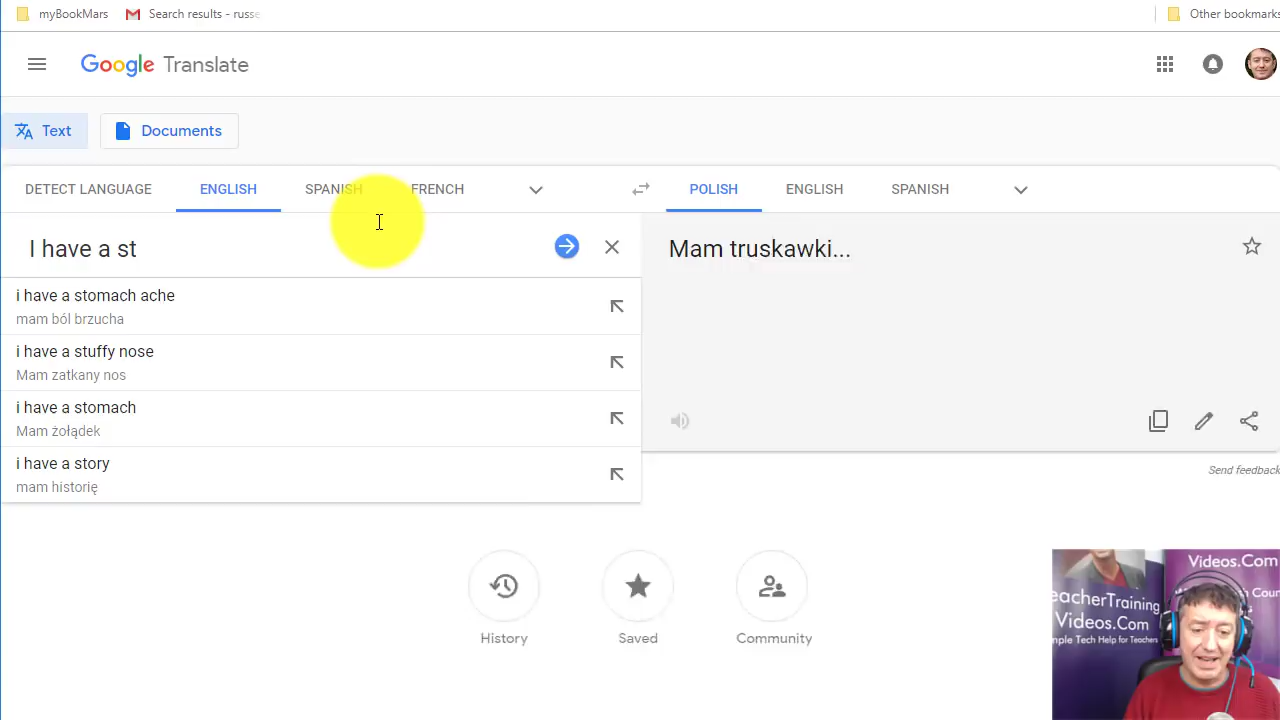 myBookMars
Search results - russe
Other bookmarks
Google Translate
Text
Documents
DETECT LANGUAGE ENGLISH SPANISH FRENCH
POLISH ENGLISH SPANISH
I have a st
Mam truskawki...
i have a stomach ache
mam ból brzucha
i have a stuffy nose
Mam zatkany nos
i have a stomach
Mam żołądek
i have a story
mam historię
Send feedback
History
Saved
Community
Videos.Com
eacherTraining
Videos.Com
mple Tech Help for Teachers